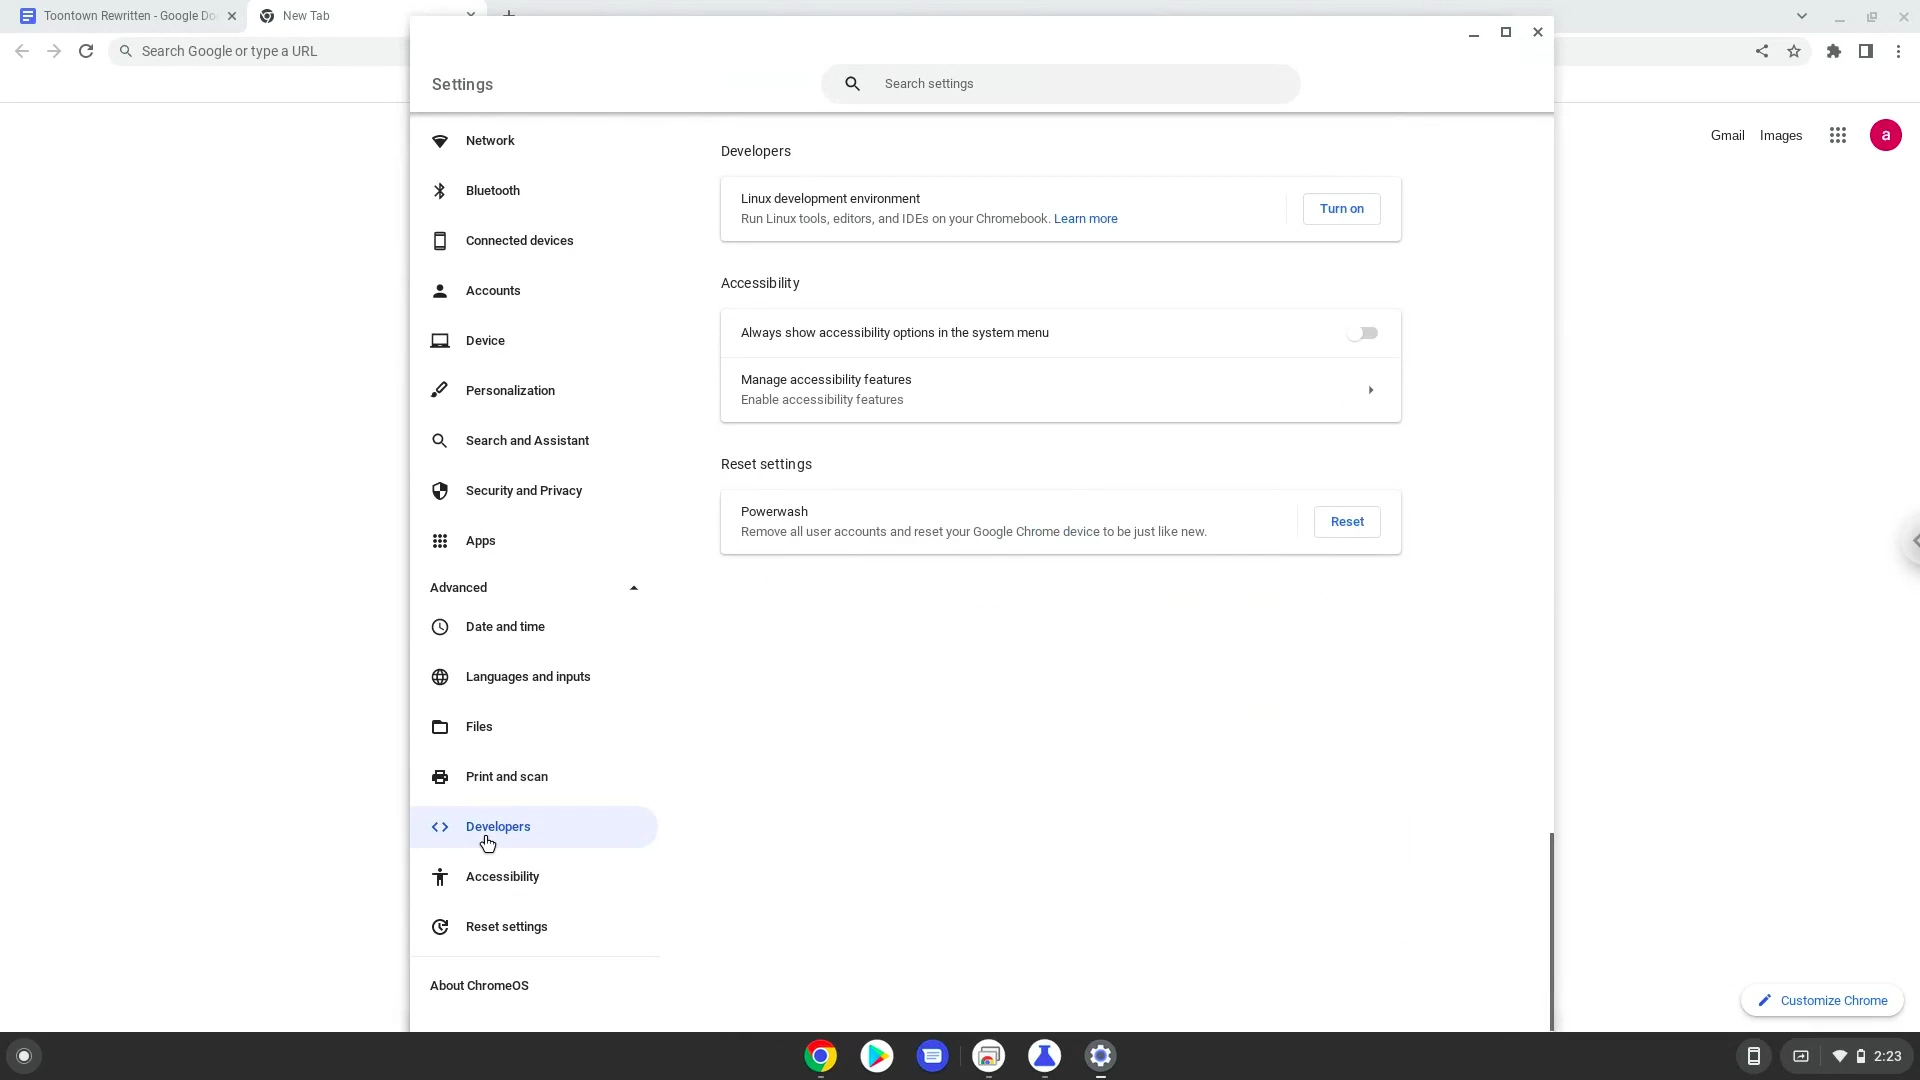 Toontown Rewritten - Google Do
New Tab
Search Google or type a URL
Settings
Search settings
Gmail
Images
a
Network
Bluetooth
Connected devices
Accounts
Device
Personalization
Search and Assistant
Security and Privacy
Apps
Advanced
Date and time
Languages and inputs
Files
Print and scan
Developers
Accessibility
Reset settings
About ChromeOS
Developers
Linux development environment
Run Linux tools, editors, and IDEs on your Chromebook. Learn more
Turn on
Accessibility
Always show accessibility options in the system menu
Manage accessibility features
Enable accessibility features
Reset settings
Powerwash
Remove all user accounts and reset your Google Chrome device to be just like new.
Reset
Customize Chrome
2:23